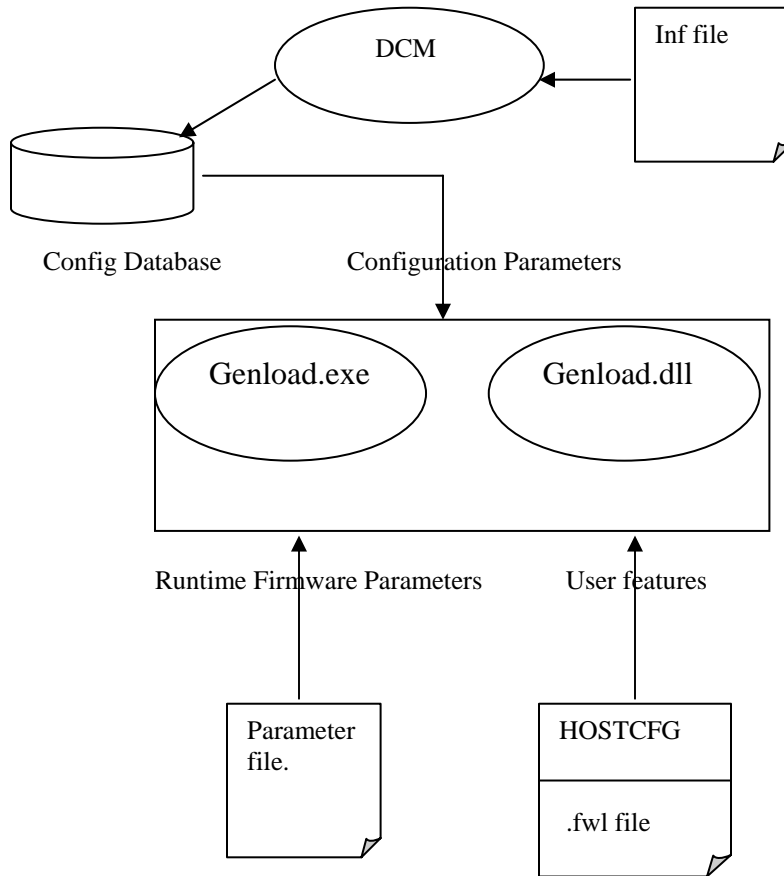 DCM
Inf file
Config Database
Configuration Parameters
Genload.exe
Genload.dll
Runtime Firmware Parameters
User features
Parameter
file.
HOSTCFG
.fwl file